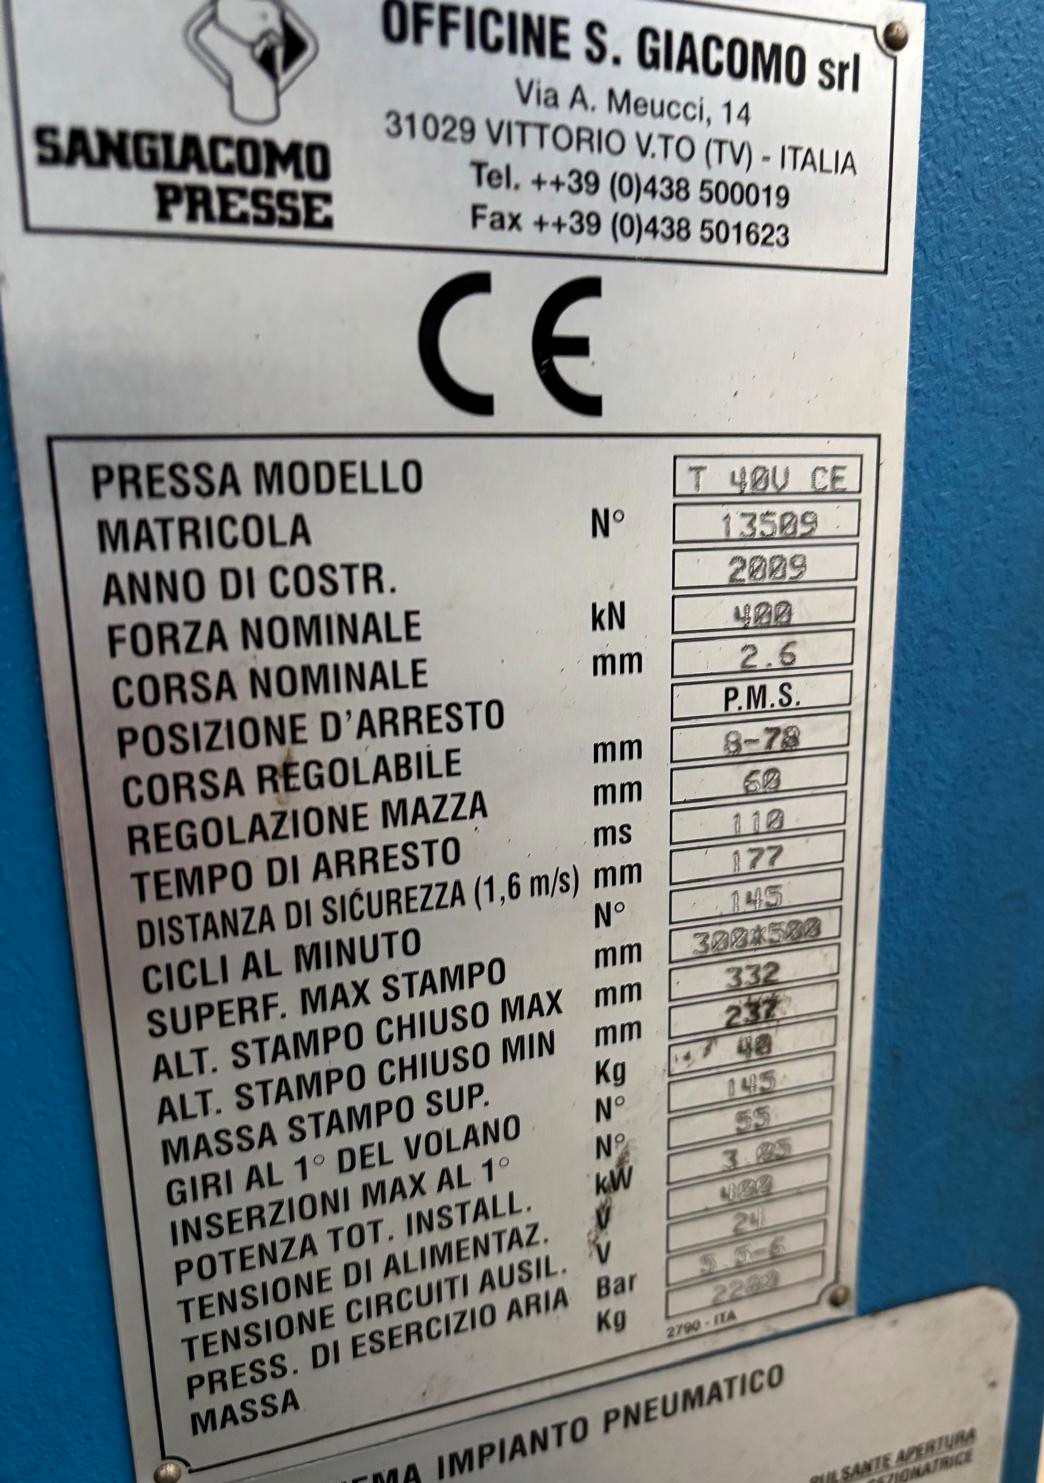 OFFICINE S. GIACOMO srl
Via A. Meucci, 14
31029 VITTORIO V.TO (TV) - ITALIA
Tel. ++39 (0)438 500019
Fax ++39 (0)438 501623
SANGIACOMO
PRESSE
CE
PRESSA MODELLO T 40V CE
MATRICOLA N° 13509
ANNO DI COSTR. 2009
FORZA NOMINALE kN 400
CORSA NOMINALE mm 2.6
POSIZIONE D'ARRESTO P.M.S.
CORSA REGOLABILE mm 8-78
REGOLAZIONE MAZZA mm 60
TEMPO DI ARRESTO ms 110
DISTANZA DI SICUREZZA (1,6 m/s) mm 177
CICLI AL MINUTO N° 145
SUPERF. MAX STAMPO mm 300*500
ALT. STAMPO CHIUSO MAX mm 332
ALT. STAMPO CHIUSO MIN mm 237
MASSA STAMPO SUP. Kg 40
GIRI AL 1° DEL VOLANO N° 145
INSERZIONI MAX AL 1° N° 55
POTENZA TOT. INSTALL. kW 3.05
TENSIONE DI ALIMENTAZ. V 400
TENSIONE CIRCUITI AUSIL. V 24
PRESS. DI ESERCIZIO ARIA Bar 5.5-6
MASSA Kg
2790 - ITA
IMPIANTO PNEUMATICO
PULSANTE APERTURA